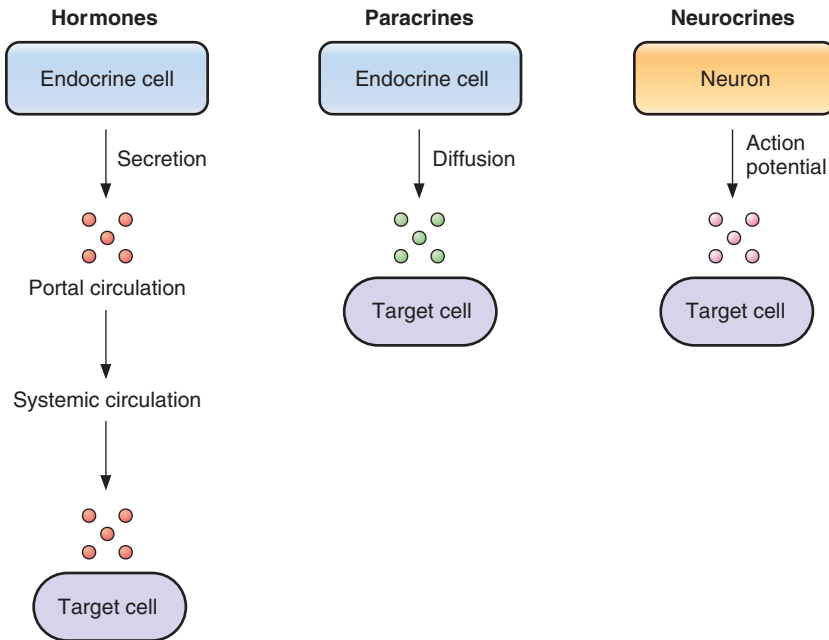 Hormones
Endocrine cell
Secretion
Portal circulation
Systemic circulation
Target cell
Paracrines
Endocrine cell
Diffusion
Target cell
Neurocrines
Neuron
Action
potential
Target cell